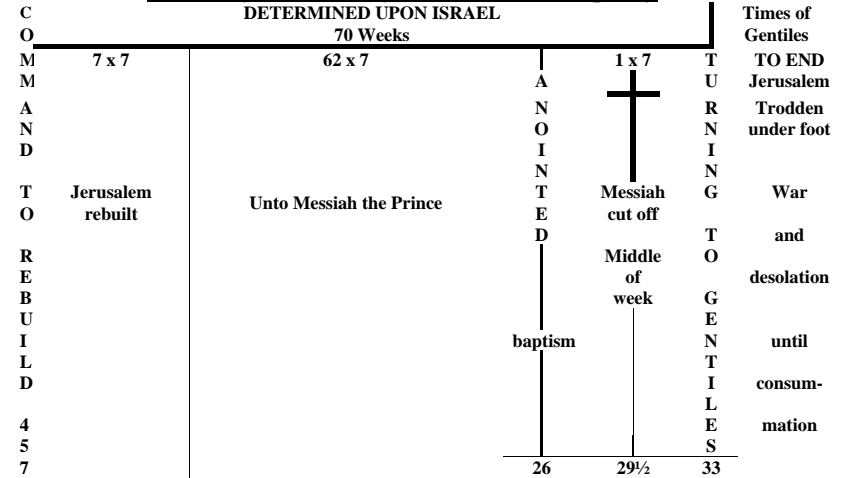 DETERMINED UPON ISRAEL
70 Weeks
COMMAND TO REBUILD 457
7 x 7
Jerusalem
rebuilt
62 x 7
Unto Messiah the Prince
ANOINTED
baptism
26
1 x 7
Messiah
cut off
Middle
of
week
29½
TURNING TO GENTILES
33
Times of
Gentiles
TO END
Jerusalem
Trodden
under foot
War
and
desolation
until
consum-
mation